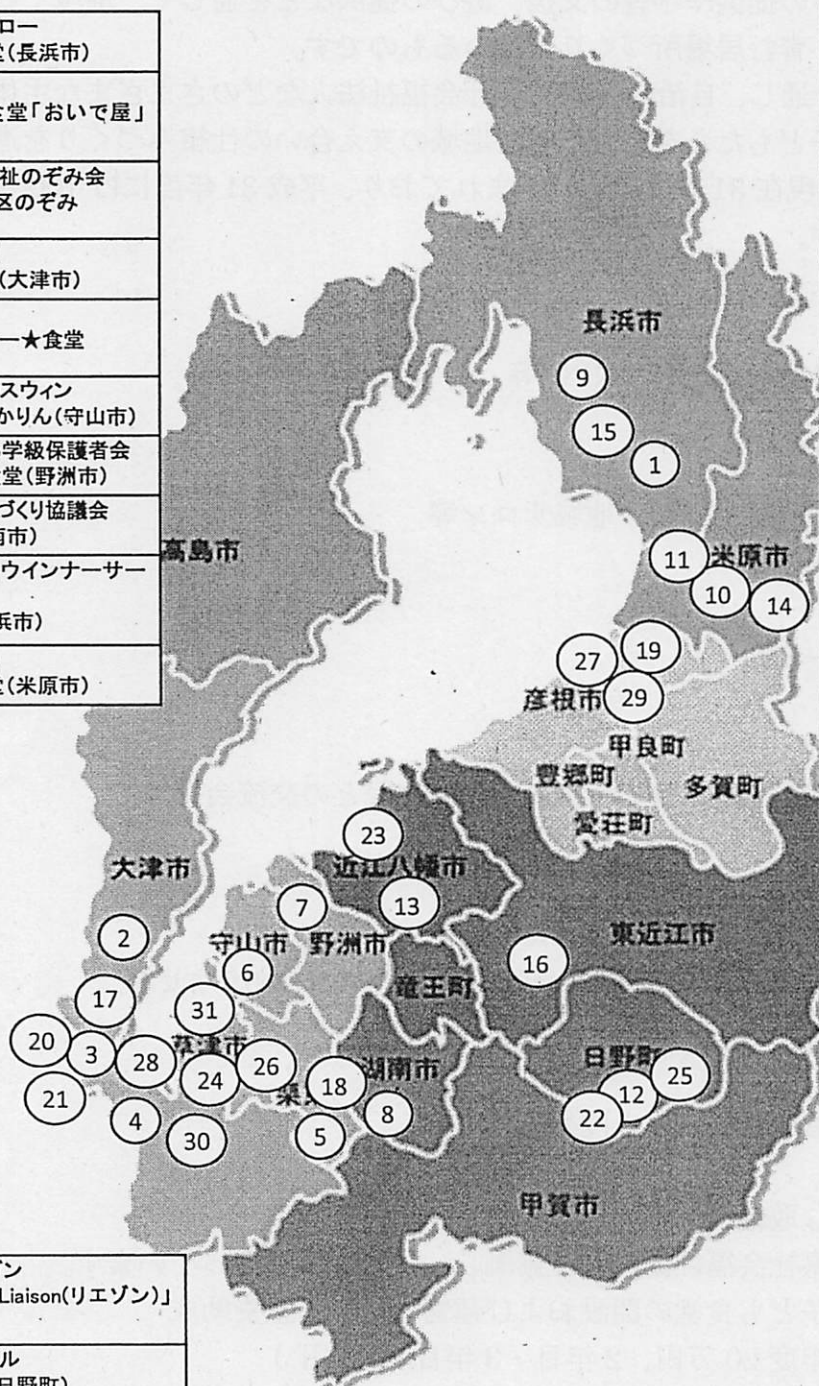 ロー
堂(長浜市)
食堂「おいで屋」
祉のぞみ会
区のぞみ
(大津市)
ー★食堂
スウィン
かりん(守山市)
学級保護者会
堂(野洲市)
づくり協議会
南市)
ウインナーサー
浜市)
堂(米原市)
長浜市
9
15
1
高島市
11
米原市
10
14
27
19
彦根市
29
甲良町
豊郷町
多賀町
愛荘町
23
大津市
近江八幡市
7
13
2
守山市
野洲市
東近江市
6
16
竜王町
17
31
20
3
28
草津市
26
湖南市
日野町
25
24
18
12
21
栗
8
22
4
30
5
甲賀市
ゾン
Liaison(リエゾン)」
ル
日野町)